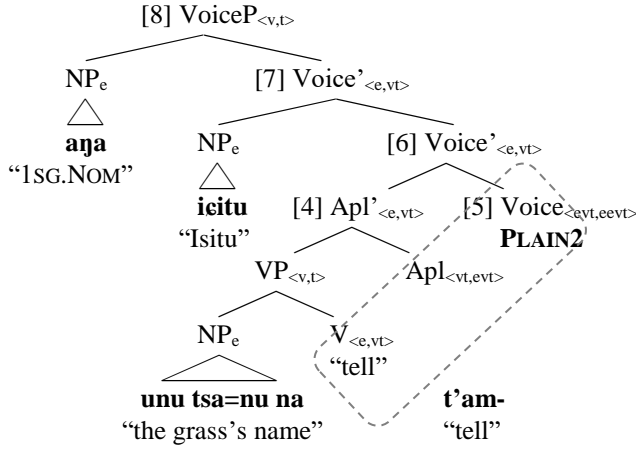 [8] VoiceP<v,t>
NPe [7] Voice’<e,vt>
aŋa NPe [6] Voice’<e,vt>
“1SG.NOM”
iɕitu [4] Apl’<e,vt> [5] Voice<evt,eevt>
“Isitu” PLAIN2
VP<v,t> Apl<vt,evt>
NPe V<e,vt>
“tell”
unu tsa=nu na t’am-
“the grass’s name” “tell”